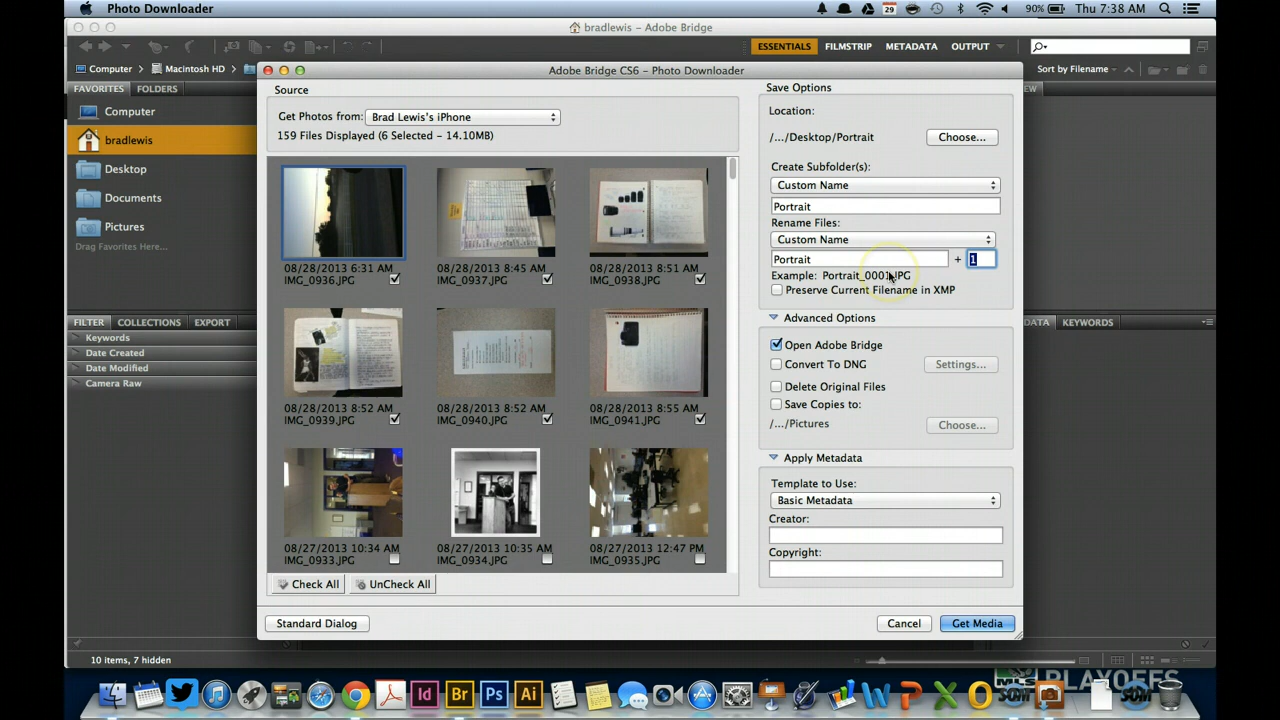 Photo Downloader
29
90%
Thu 7:38 AM
bradlewis – Adobe Bridge
ESSENTIALS FILMSTRIP METADATA OUTPUT
Computer Macintosh HD
Sort by Filename
FAVORITES FOLDERS
Computer
bradlewis
Desktop
Documents
Pictures
Drag Favorites Here...
FILTER COLLECTIONS EXPORT
Keywords
Date Created
Date Modified
Camera Raw
10 items, 7 hidden
Adobe Bridge CS6 – Photo Downloader
Source
Get Photos from: Brad Lewis's iPhone
159 Files Displayed (6 Selected – 14.10MB)
08/28/2013 6:31 AM
IMG_0936.JPG
08/28/2013 8:45 AM
IMG_0937.JPG
08/28/2013 8:51 AM
IMG_0938.JPG
08/28/2013 8:52 AM
IMG_0939.JPG
08/28/2013 8:52 AM
IMG_0940.JPG
08/28/2013 8:55 AM
IMG_0941.JPG
08/27/2013 10:34 AM
IMG_0933.JPG
08/27/2013 10:35 AM
IMG_0934.JPG
08/27/2013 12:47 PM
IMG_0935.JPG
Check All UnCheck All
Standard Dialog
Save Options
Location:
/.../Desktop/Portrait Choose...
Create Subfolder(s):
Custom Name
Portrait
Rename Files:
Custom Name
Portrait + 1
Example: Portrait_0001.JPG
Preserve Current Filename in XMP
Advanced Options
Open Adobe Bridge
Convert To DNG Settings...
Delete Original Files
Save Copies to:
/.../Pictures Choose...
Apply Metadata
Template to Use:
Basic Metadata
Creator:
Copyright:
Cancel Get Media
EW
DATA KEYWORDS
PLAYOFFS
Id Br Ps Ai